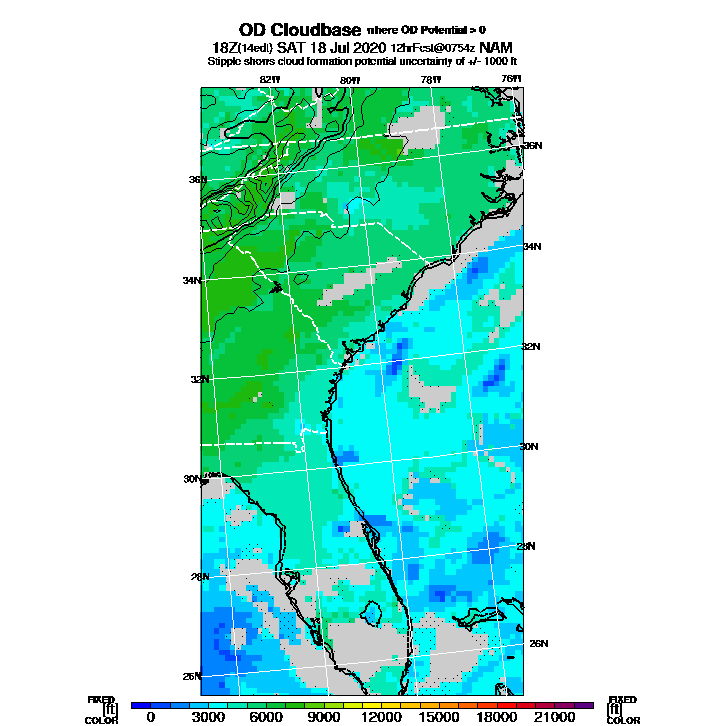 OD Cloudbase where OD Potential > 0
18Z(14edt) SAT 18 Jul 2020 12hrFcst@0754z NAM
Stipple shows cloud formation potential uncertainty of +/- 1000 ft
82W 80W 78W 76W
36N
36N
34N
34N
32N
32N
30N
30N
28N
28N
26N
26N
FIXED FIXED
[ft] [ft]
COLOR 0 3000 6000 9000 12000 15000 18000 21000 COLOR